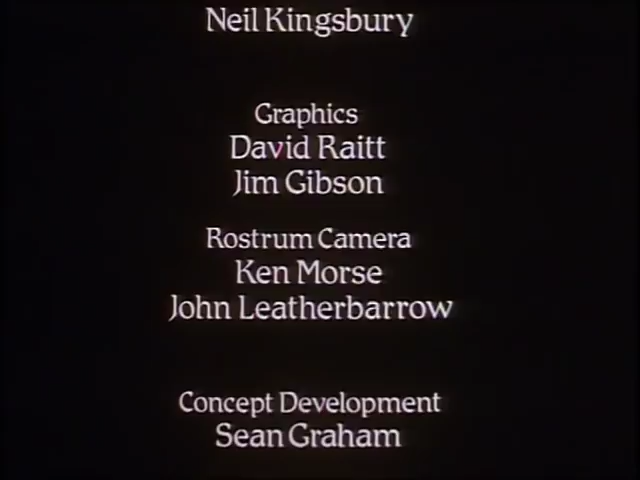 Neil Kingsbury
Graphics
David Raitt
Jim Gibson
Rostrum Camera
Ken Morse
John Leatherbarrow
Concept Development
Sean Graham